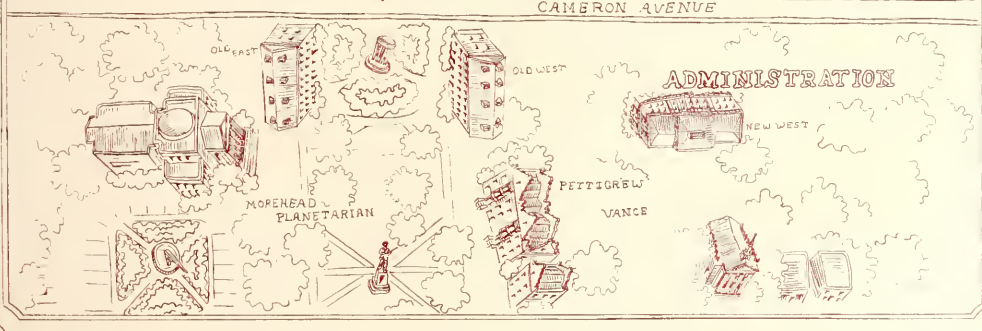 CAMERON AVENUE
OLD EAST
OLD WEST
ADMINISTRATION
NEW WEST
PETTIGREW
MOREHEAD
PLANETARIAN
VANCE